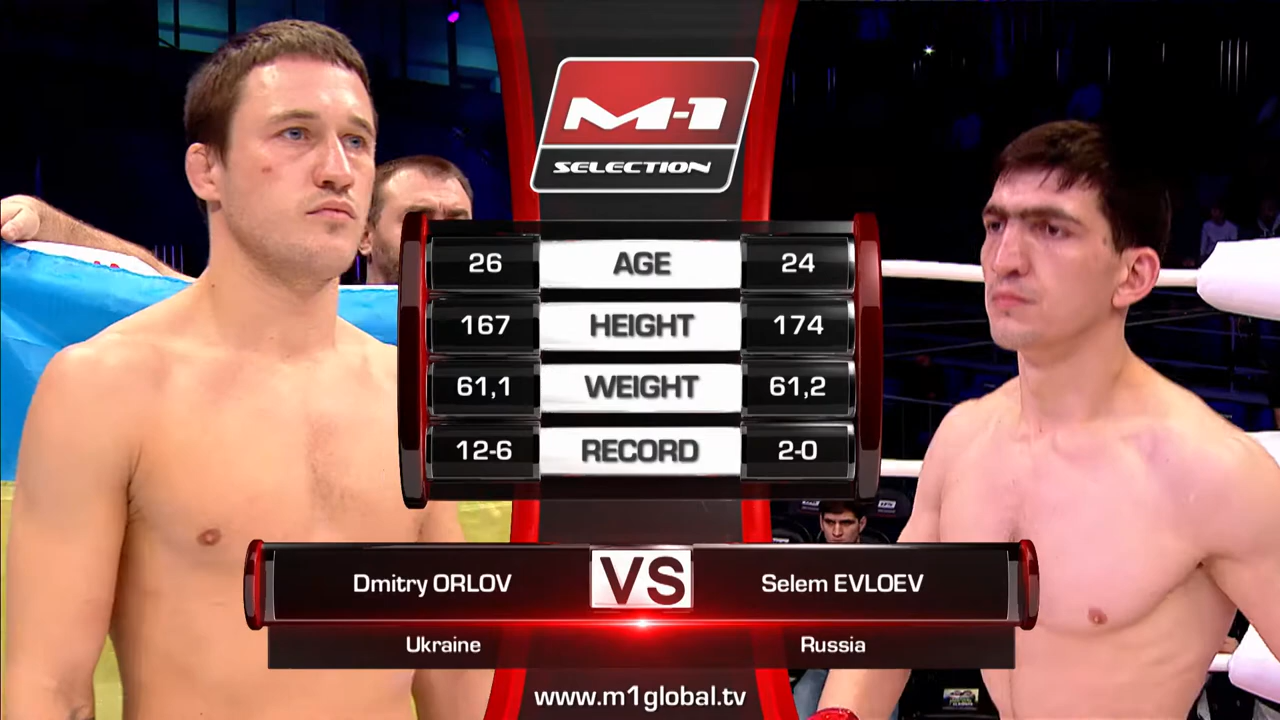 M-1
SELECTION
26 AGE 24
167 HEIGHT 174
61,1 WEIGHT 61,2
12-6 RECORD 2-0
Dmitry ORLOV VS Selem EVLOEV
Ukraine Russia
www.m1global.tv